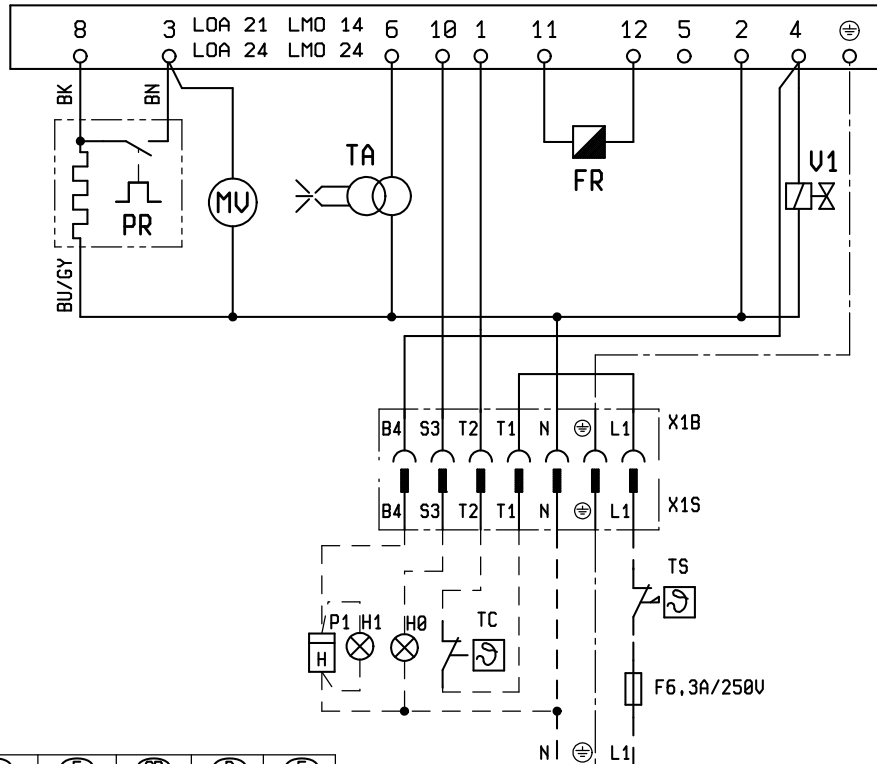 8 3 LOA 21 LMO 14 6 10 1 11 12 5 2 4
LOA 24 LMO 24
BK BN
TA
V1
FR
MV
PR
BU/GY
B4 S3 T2 T1 N L1 X1B
B4 S3 T2 T1 N L1 X1S
TS
P1 H1 H0 TC
H
F6,3A/250V
N L1